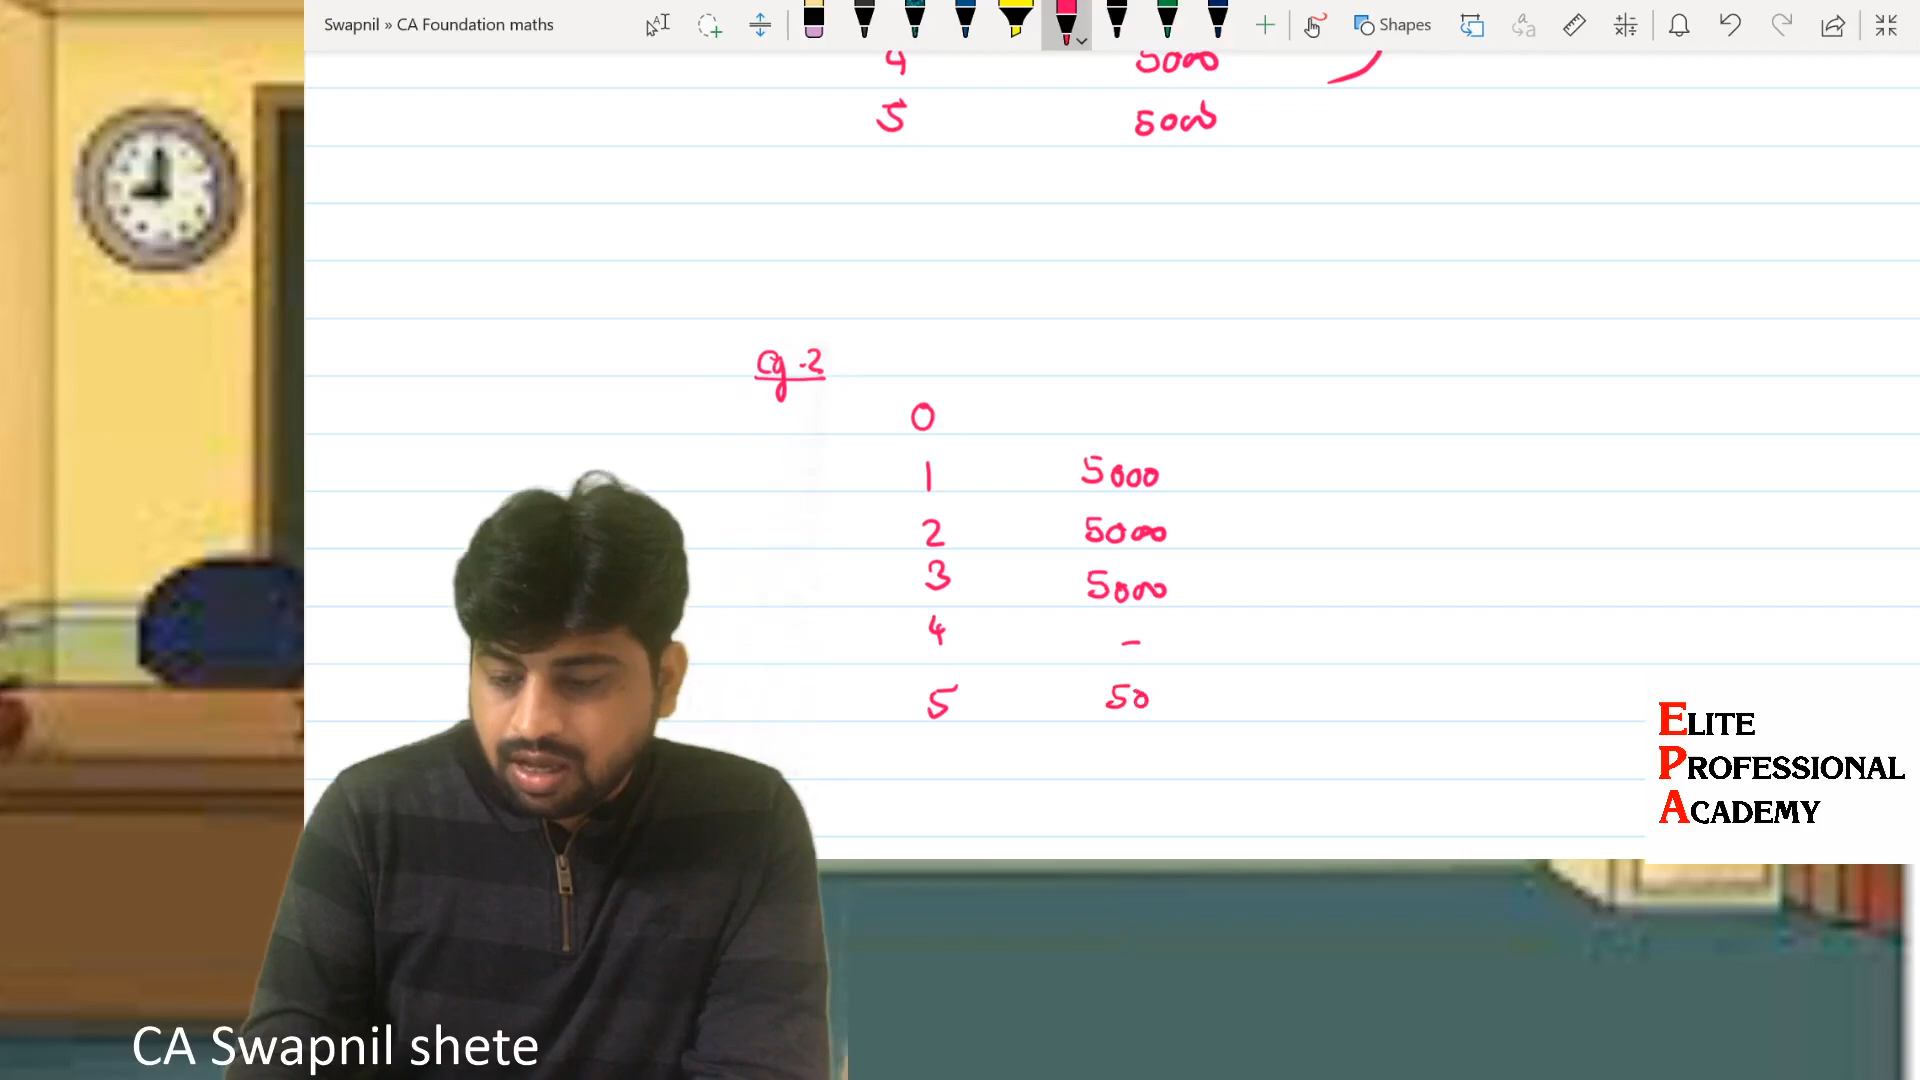 Swapnil » CA Foundation maths
Shapes
4 5000
5 5000
eg -2
0
1 5000
2 5000
3 5000
4 -
5 50
ELITE
PROFESSIONAL
ACADEMY
CA Swapnil shete